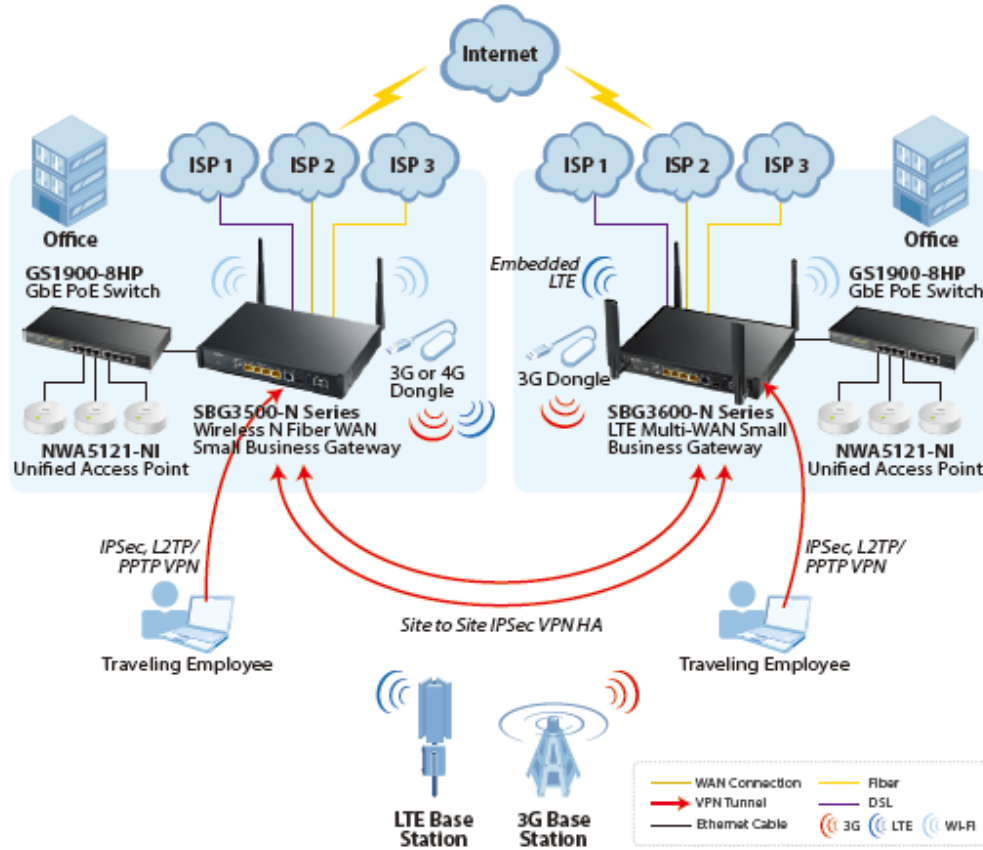 Internet
ISP 1
ISP 2
ISP 3
ISP 1
ISP 2
ISP 3
Office
GS1900-8HP
GbE PoE Switch
NWA5121-NI
Unified Access Point
3G or 4G
Dongle
SBG3500-N Series
Wireless N Fiber WAN
Small Business Gateway
Embedded
LTE
3G Dongle
SBG3600-N Series
LTE Multi-WAN Small
Business Gateway
Office
GS1900-8HP
GbE PoE Switch
NWA5121-NI
Unified Access Point
IPSec, L2TP/
PPTP VPN
Traveling Employee
Site to Site IPSec VPN HA
IPSec, L2TP/
PPTP VPN
Traveling Employee
LTE Base
Station
3G Base
Station
WAN Connection
Fiber
VPN Tunnel
DSL
Ethernet Cable
3G
LTE
WI-FI